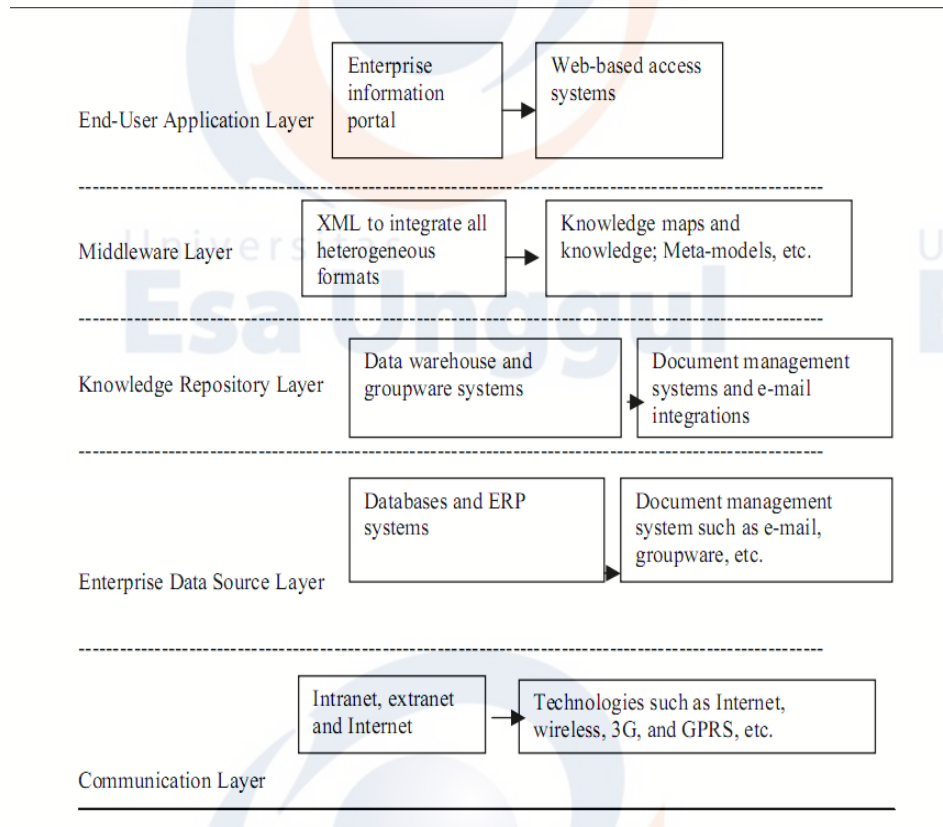 Enterprise
information
portal
Web-based access
systems
End-User Application Layer
XML to integrate all
heterogeneous
formats
Knowledge maps and
knowledge; Meta-models, etc.
Middleware Layer
Universitas
Esa Unggul
U
Data warehouse and
groupware systems
Document management
systems and e-mail
integrations
Knowledge Repository Layer
Databases and ERP
systems
Document management
system such as e-mail,
groupware, etc.
Enterprise Data Source Layer
Intranet, extranet
and Internet
Technologies such as Internet,
wireless, 3G, and GPRS, etc.
Communication Layer